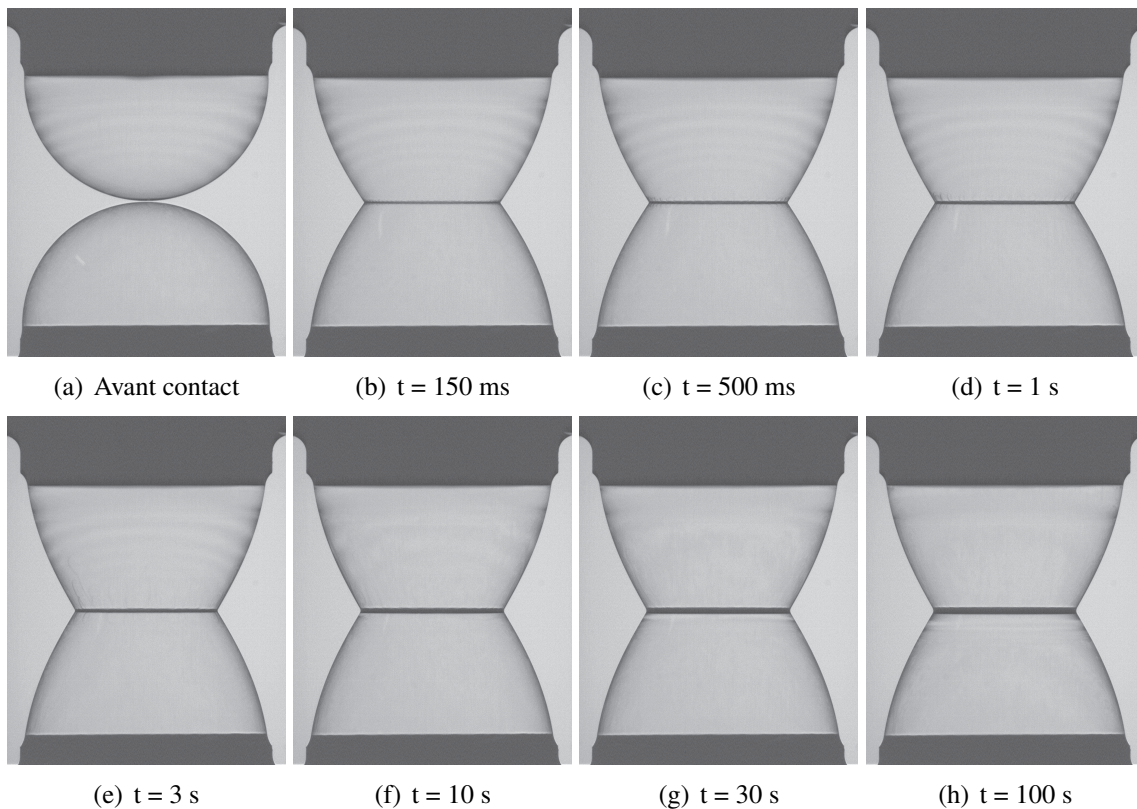 (a) Avant contact
(b) t = 150 ms
(c) t = 500 ms
(d) t = 1 s
(e) t = 3 s
(f) t = 10 s
(g) t = 30 s
(h) t = 100 s